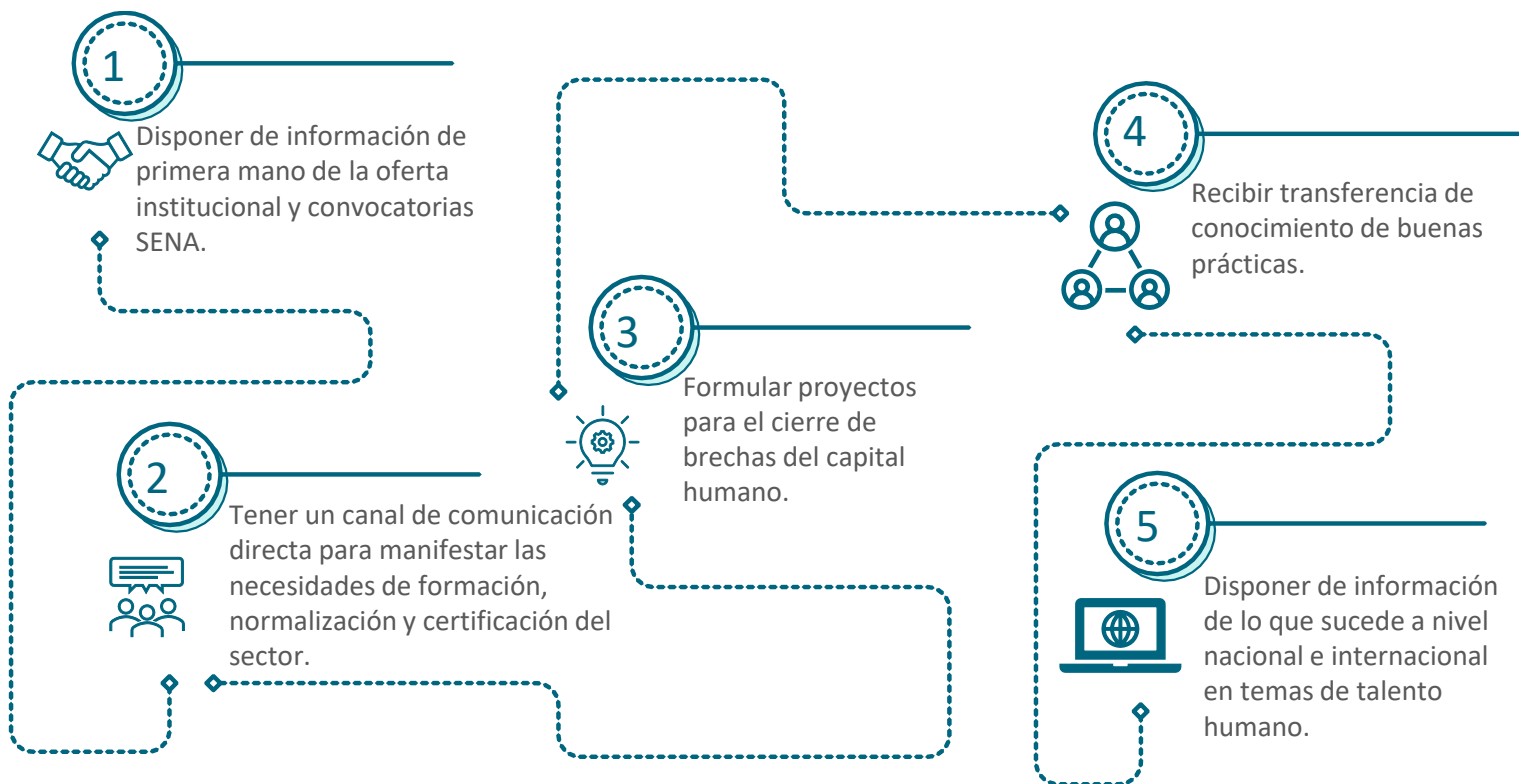 1
Disponer de información de
primera mano de la oferta
institucional y convocatorias
SENA.
2
Tener un canal de comunicación
directa para manifestar las
necesidades de formación,
normalización y certificación del
sector.
3
Formular proyectos
para el cierre de
brechas del capital
humano.
4
Recibir transferencia de
conocimiento de buenas
prácticas.
5
Disponer de información
de lo que sucede a nivel
nacional e internacional
en temas de talento
humano.